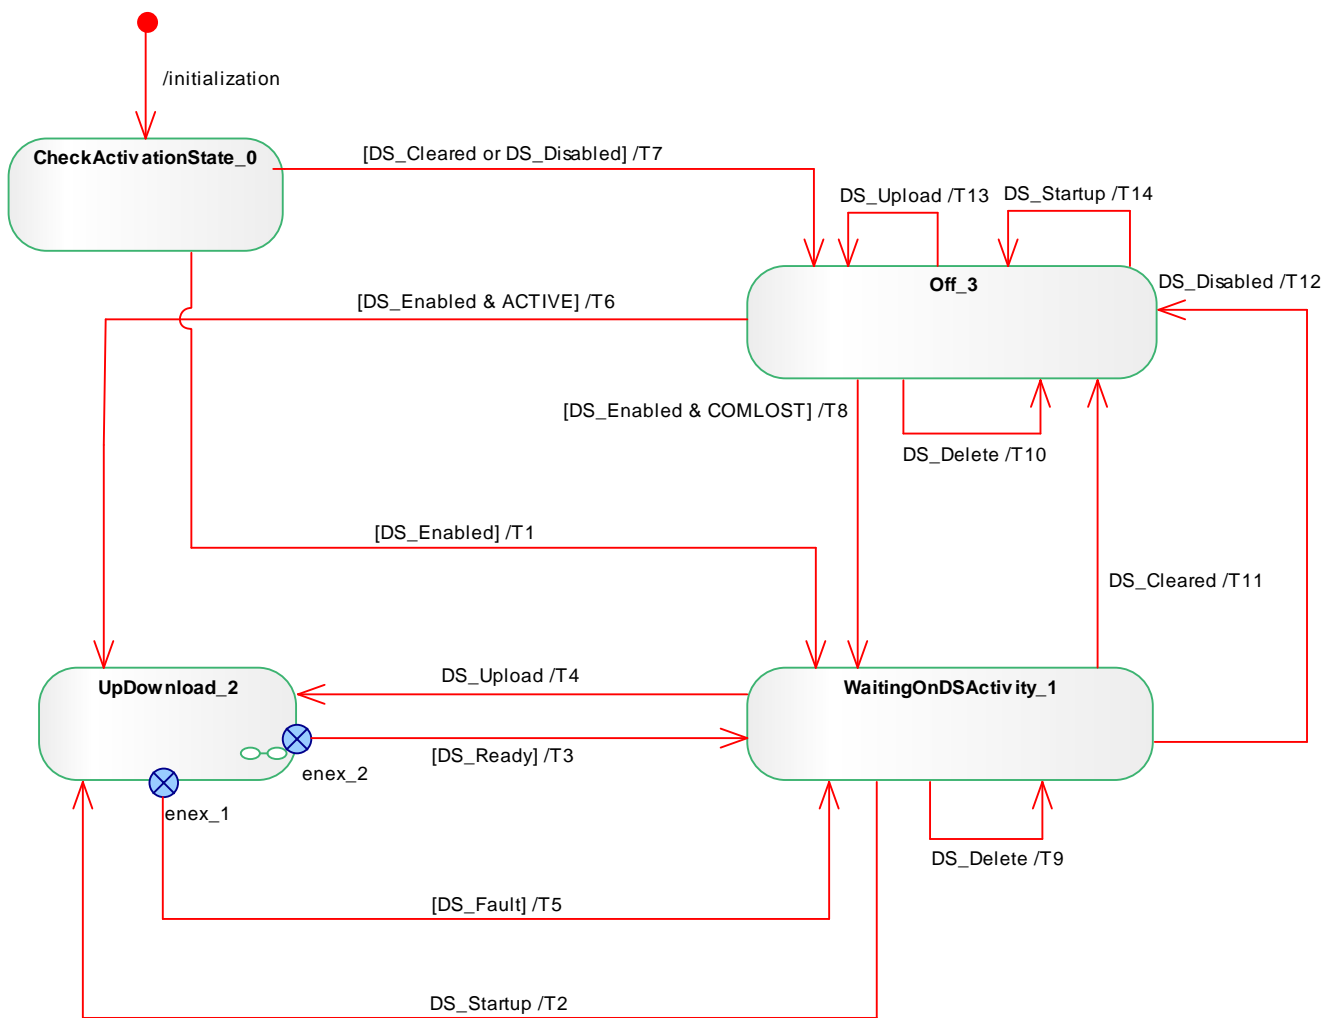 /initialization
CheckActivationState_0
[DS_Cleared or DS_Disabled] /T7
DS_Upload /T13
DS_Startup /T14
Off_3
DS_Disabled /T12
[DS_Enabled & ACTIVE] /T6
[DS_Enabled & COMLOST] /T8
DS_Delete /T10
[DS_Enabled] /T1
DS_Cleared /T11
UpDownload_2
DS_Upload /T4
WaitingOnDSActivity_1
[DS_Ready] /T3
enex_2
enex_1
DS_Delete /T9
[DS_Fault] /T5
DS_Startup /T2